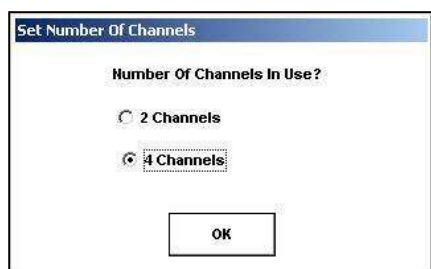 Set Number Of Channels
Number Of Channels In Use?
2 Channels
4 Channels
OK